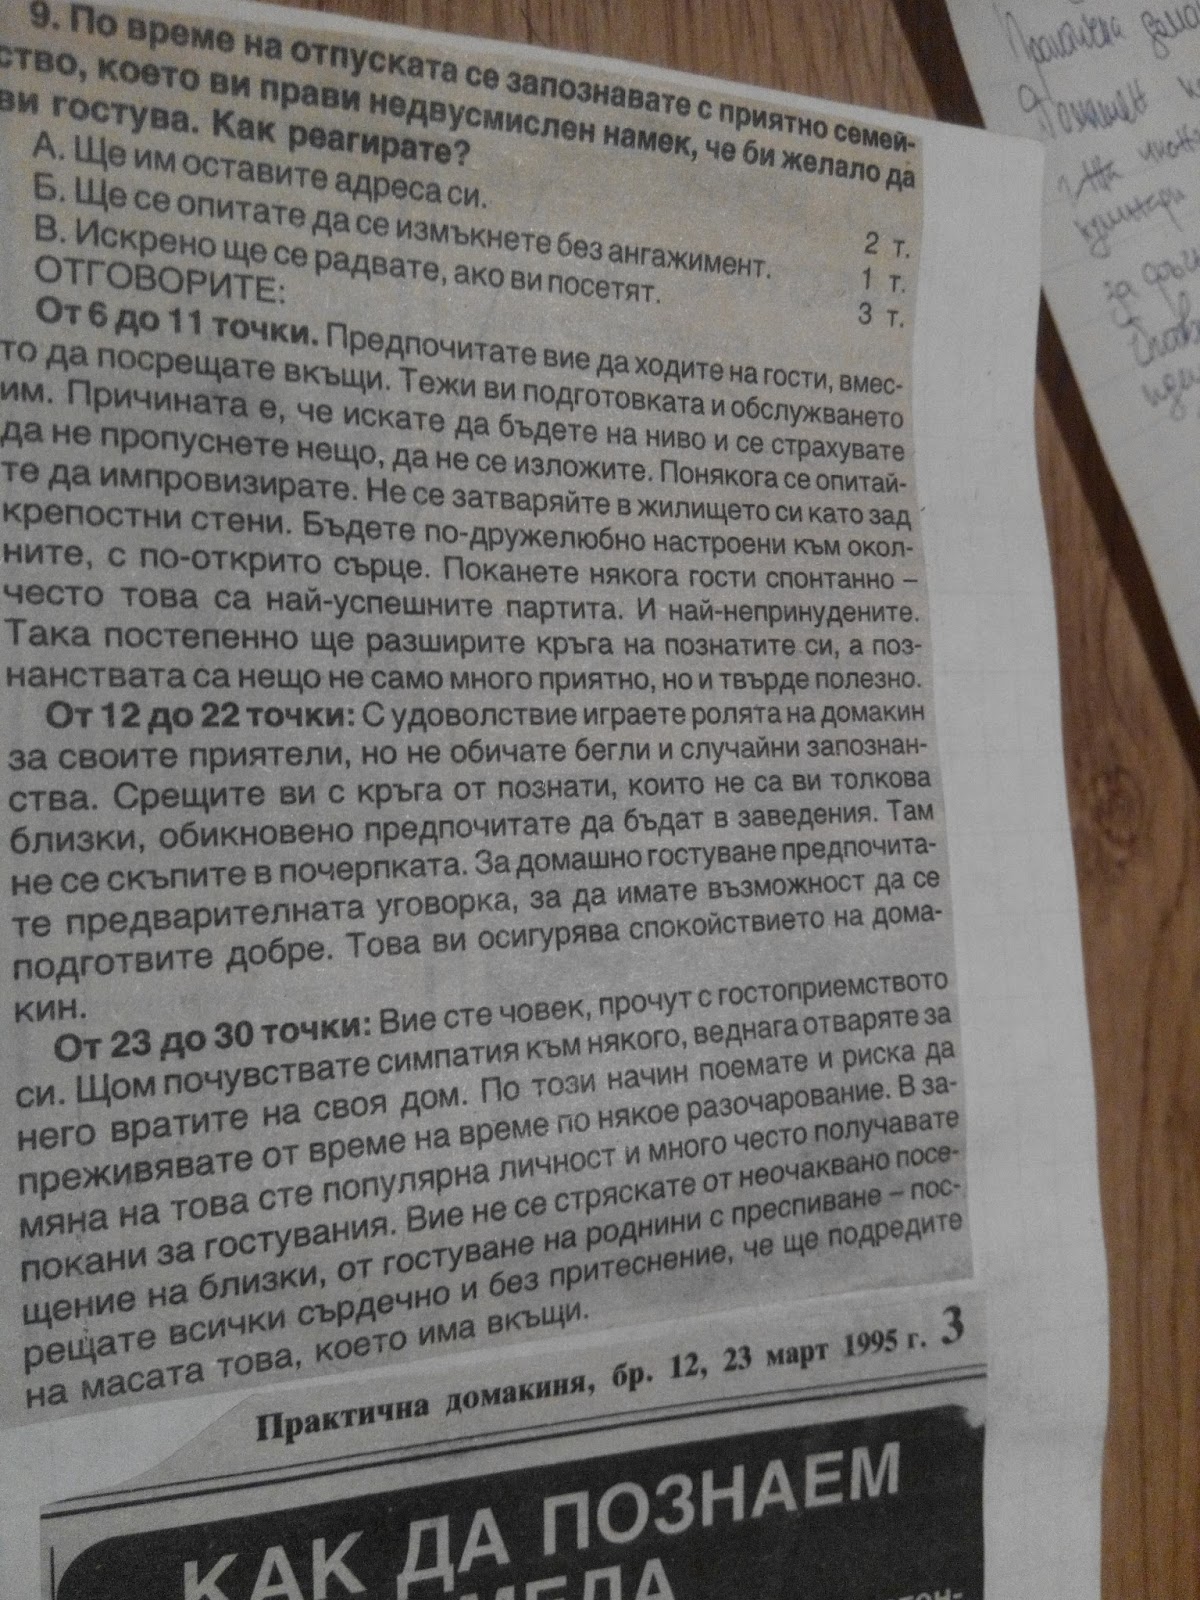 9. По време на отпуската се запознавате с приятно семей-
ство, което ви прави недвусмислен намек, че би желало да
ви гостува. Как реагирате?
А. Ще им оставите адреса си. 2 т.
Б. Ще се опитате да се измъкнете без ангажимент. 1 т.
В. Искрено ще се радвате, ако ви посетят. 3 т.
ОТГОВОРИТЕ:
От 6 до 11 точки. Предпочитате вие да ходите на гости, вмес-
то да посрещате вкъщи. Тежи ви подготовката и обслужването
им. Причината е, че искате да бъдете на ниво и се страхувате
да не пропуснете нещо, да не се изложите. Понякога се опитай-
те да импровизирате. Не се затваряйте в жилището си като зад
крепостни стени. Бъдете по-дружелюбно настроени към окол-
ните, с по-открито сърце. Поканете някога гости спонтанно –
често това са най-успешните партита. И най-непринудените.
Така постепенно ще разширите кръга на познатите си, а поз-
нанствата са нещо не само много приятно, но и твърде полезно.
От 12 до 22 точки: С удоволствие играете ролята на домакин
за своите приятели, но не обичате бегли и случайни запознан-
ства. Срещите ви с кръга от познати, които не са ви толкова
близки, обикновено предпочитате да бъдат в заведения. Там
не се скъпите в почерпката. За домашно гостуване предпочита-
те предварителната уговорка, за да имате възможност да се
подготвите добре. Това ви осигурява спокойствието на дома-
кин.
От 23 до 30 точки: Вие сте човек, прочут с гостоприемството
си. Щом почувствате симпатия към някого, веднага отваряте за
него вратите на своя дом. По този начин поемате и риска да
преживявате от време на време по някое разочарование. В за-
мяна на това сте популярна личност и много често получавате
покани за гостувания. Вие не се стряскате от неочаквано посе-
щение на близки, от гостуване на роднини с преспиване – пос-
рещате всички сърдечно и без притеснение, че ще подредите
на масата това, което има вкъщи.
Практична домакиня, бр. 12, 23 март 1995 г. 3
КАК ДА ПОЗНАЕМ